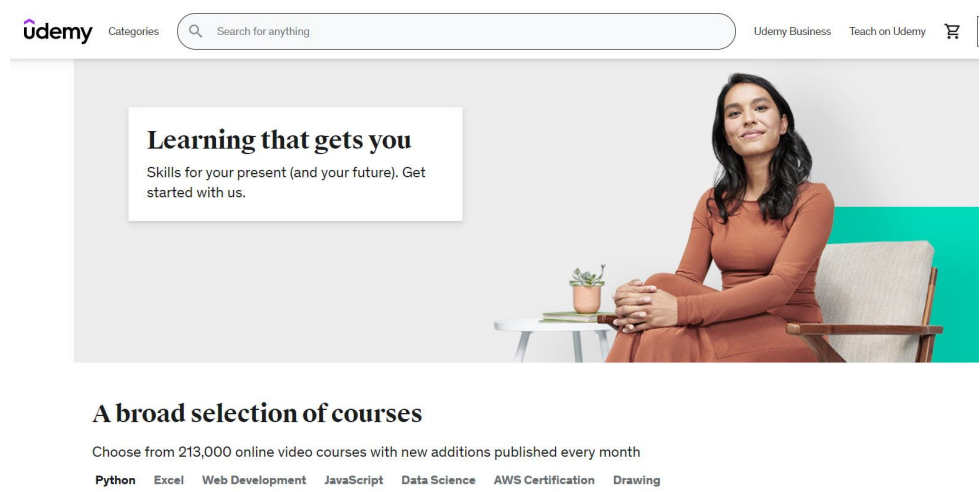 udemy Categories Search for anything Udemy Business Teach on Udemy
Learning that gets you
Skills for your present (and your future). Get
started with us.
A broad selection of courses
Choose from 213,000 online video courses with new additions published every month
Python Excel Web Development JavaScript Data Science AWS Certification Drawing